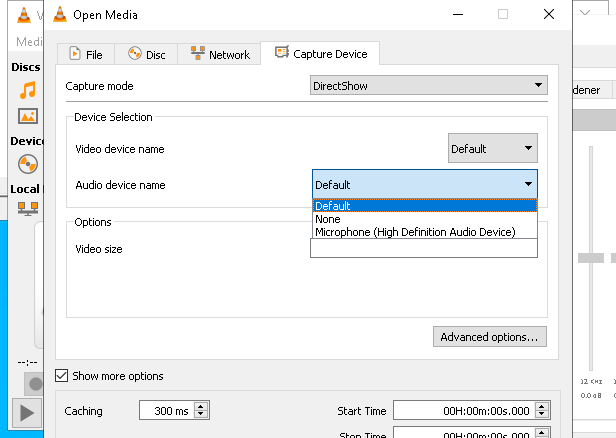 V
Open Media
Medi
File
Disc
Network
Capture Device
Discs
Capture mode
DirectShow
dener
Device Selection
Device
Video device name
Default
Audio device name
Default
Local
Default
None
Microphone (High Definition Audio Device)
Options
Video size
Advanced options...
--:--
Show more options
12 KHz
0.0 dB
Caching
300 ms
Start Time
00H:00m:00s.000
Stop Time
00H:00m:00s.000